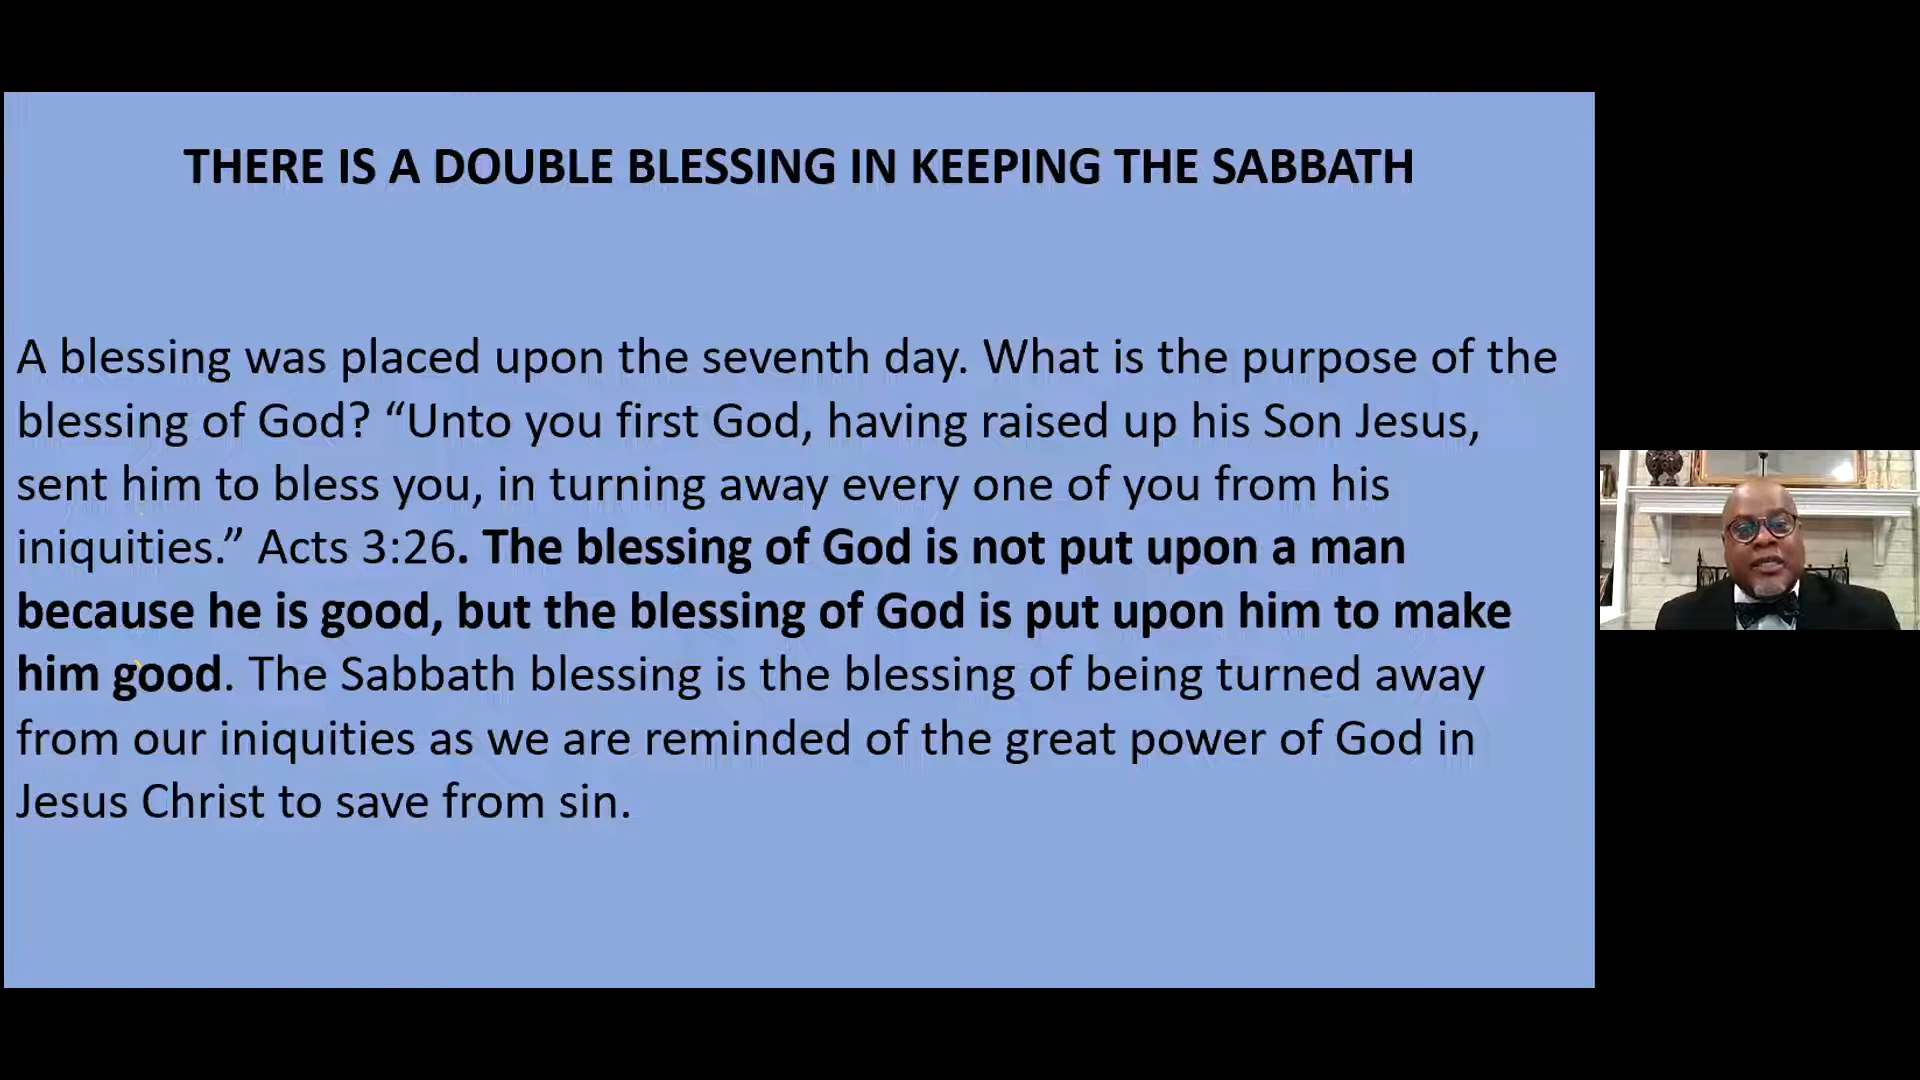 THERE IS A DOUBLE BLESSING IN KEEPING THE SABBATH
A blessing was placed upon the seventh day. What is the purpose of the
blessing of God? “Unto you first God, having raised up his Son Jesus,
sent him to bless you, in turning away every one of you from his
iniquities.” Acts 3:26. The blessing of God is not put upon a man
because he is good, but the blessing of God is put upon him to make
him good. The Sabbath blessing is the blessing of being turned away
from our iniquities as we are reminded of the great power of God in
Jesus Christ to save from sin.